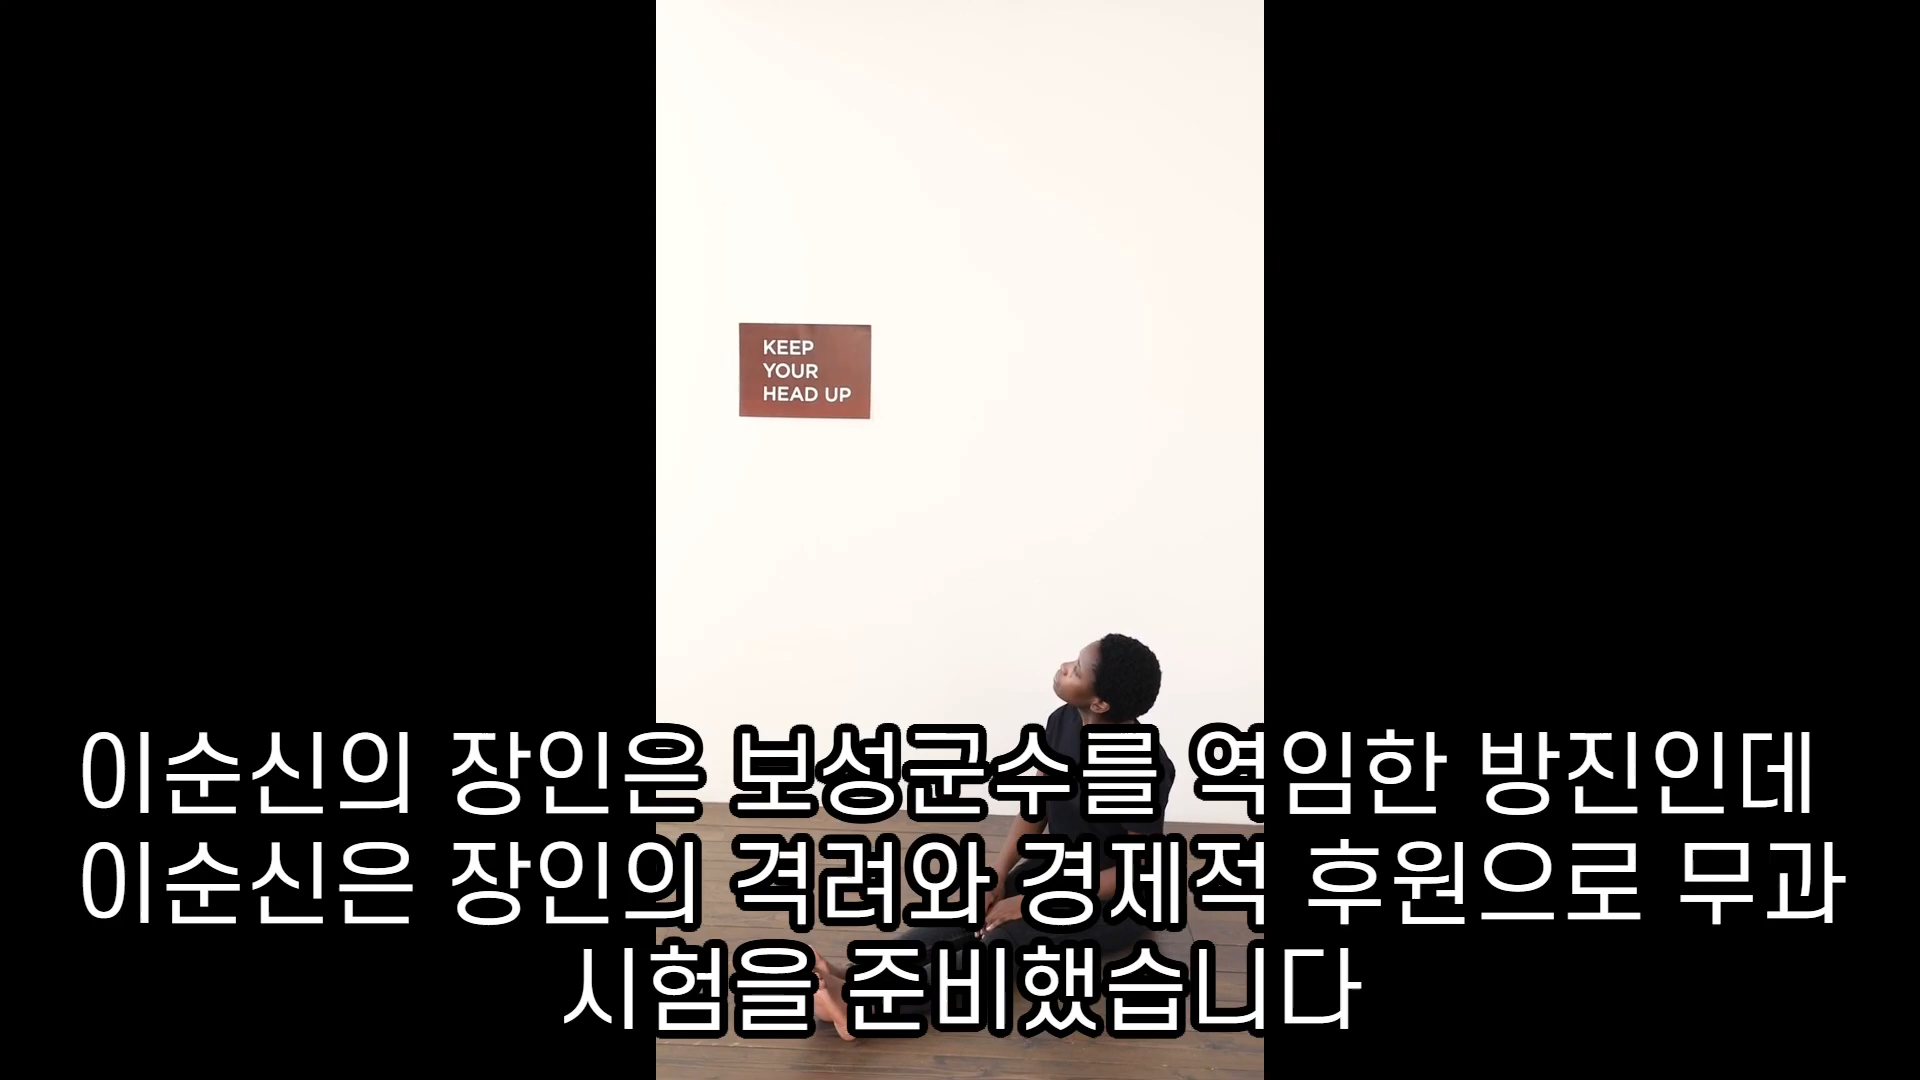 KEEP
YOUR
HEAD UP
이순신의 장인은 보성군수를 역임한 방진인데
이순신은 장인의 격려와 경제적 후원으로 무과
시험을 준비했습니다